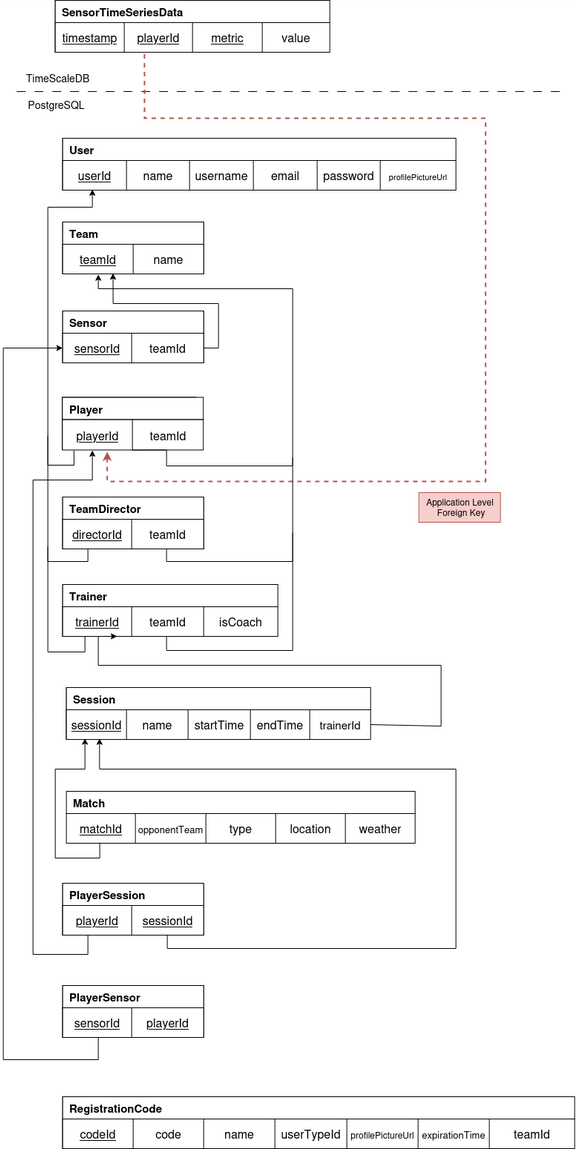 SensorTimeSeriesData
timestamp playerId metric value
TimeScaleDB
PostgreSQL
User
userId name username email password profilePictureUrl
Team
teamId name
Sensor
sensorId teamId
Player
playerId teamId
Application Level
Foreign Key
TeamDirector
directorId teamId
Trainer
trainerId teamId isCoach
Session
sessionId name startTime endTime trainerId
Match
matchId opponentTeam type location weather
PlayerSession
playerId sessionId
PlayerSensor
sensorId playerId
RegistrationCode
codeId code name userTypeId profilePictureUrl expirationTime teamId